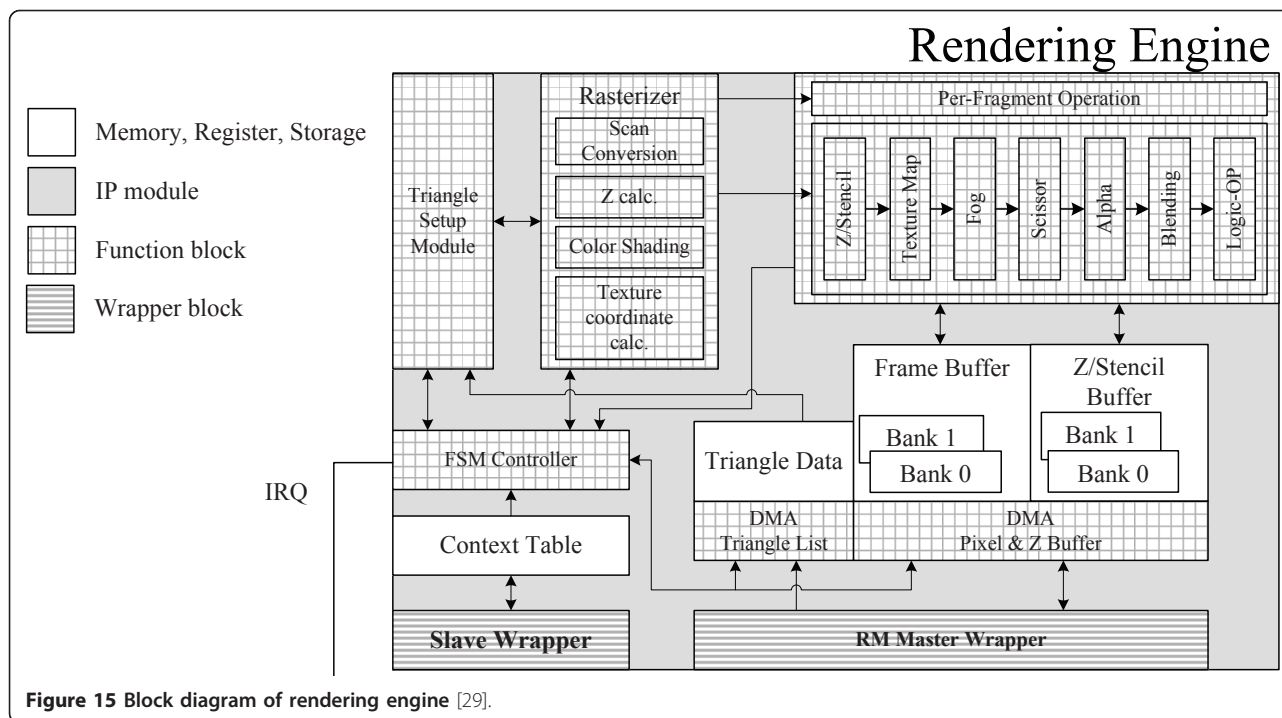 Rendering Engine
Memory, Register, Storage
IP module
Function block
Wrapper block
Triangle
Setup
Module
Rasterizer
Scan
Conversion
Z calc.
Color Shading
Texture
coordinate
calc.
Per-Fragment Operation
Z/Stencil
Texture Map
Fog
Scissor
Alpha
Blending
Logic-OP
Frame Buffer
Bank 1
Bank 0
Z/Stencil
Buffer
Bank 1
Bank 0
Triangle Data
FSM Controller
IRQ
Context Table
DMA
Triangle List
DMA
Pixel & Z Buffer
Slave Wrapper
RM Master Wrapper
Figure 15 Block diagram of rendering engine [29].